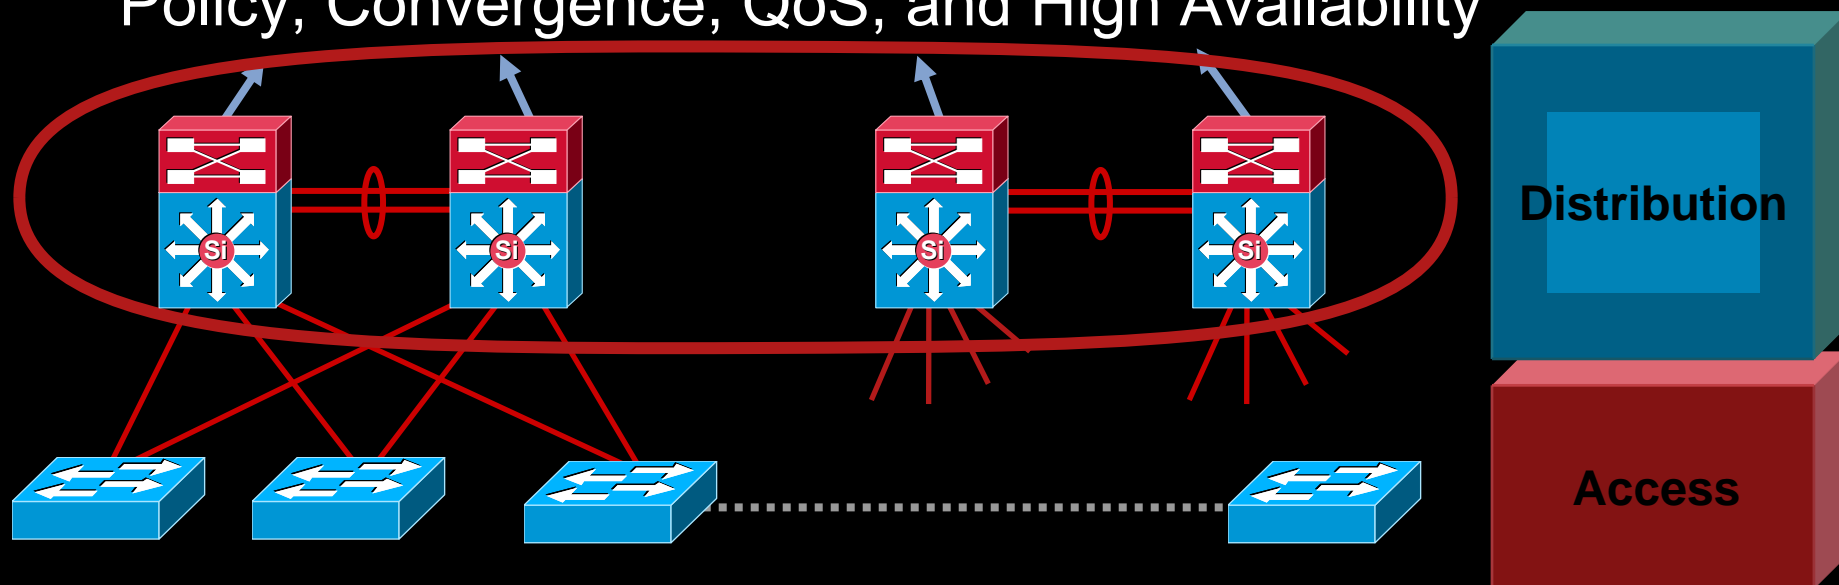 Policy, Convergence, QoS, and High Availability
Si
Si
Si
Si
Distribution
Access